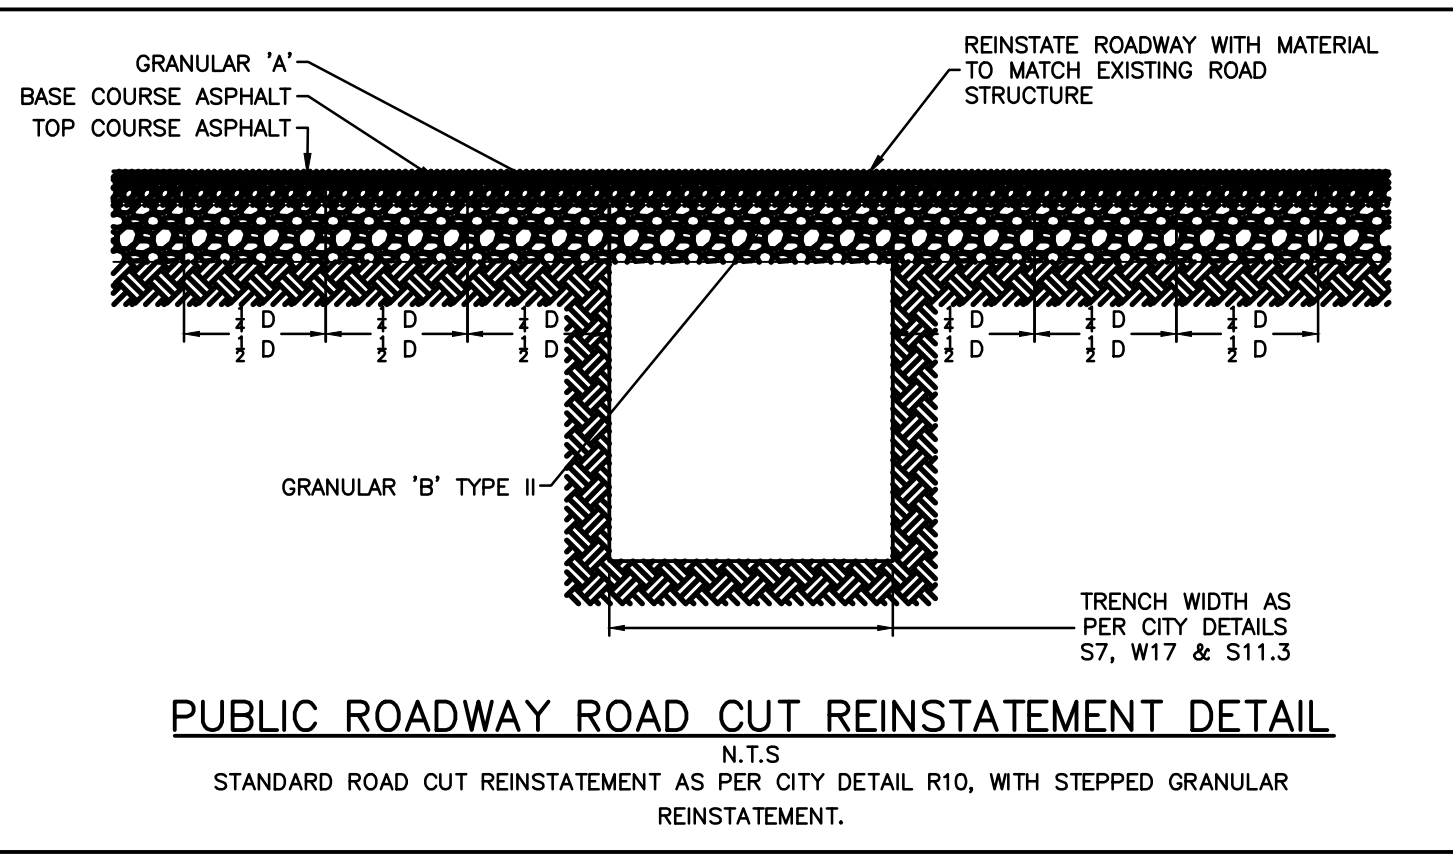 GRANULAR 'A'
BASE COURSE ASPHALT
TOP COURSE ASPHALT
REINSTATE ROADWAY WITH MATERIAL
TO MATCH EXISTING ROAD
STRUCTURE
1/4 D 1/4 D 1/4 D 1/4 D 1/4 D 1/4 D
1/2 D 1/2 D 1/2 D 1/2 D 1/2 D 1/2 D
GRANULAR 'B' TYPE II
TRENCH WIDTH AS
PER CITY DETAILS
S7, W17 & S11.3
PUBLIC ROADWAY ROAD CUT REINSTATEMENT DETAIL
N.T.S
STANDARD ROAD CUT REINSTATEMENT AS PER CITY DETAIL R10, WITH STEPPED GRANULAR
REINSTATEMENT.